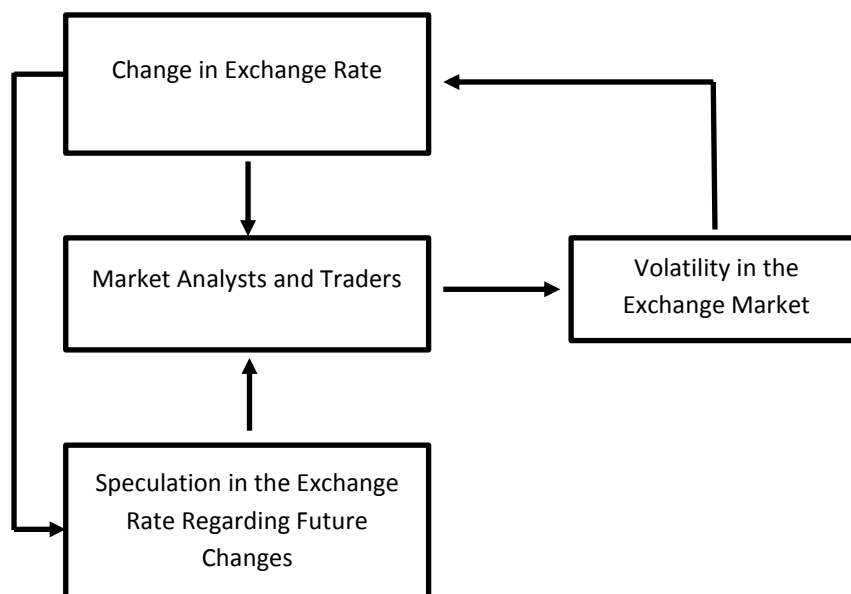 Change in Exchange Rate
Market Analysts and Traders
Volatility in the
Exchange Market
Speculation in the Exchange
Rate Regarding Future
Changes